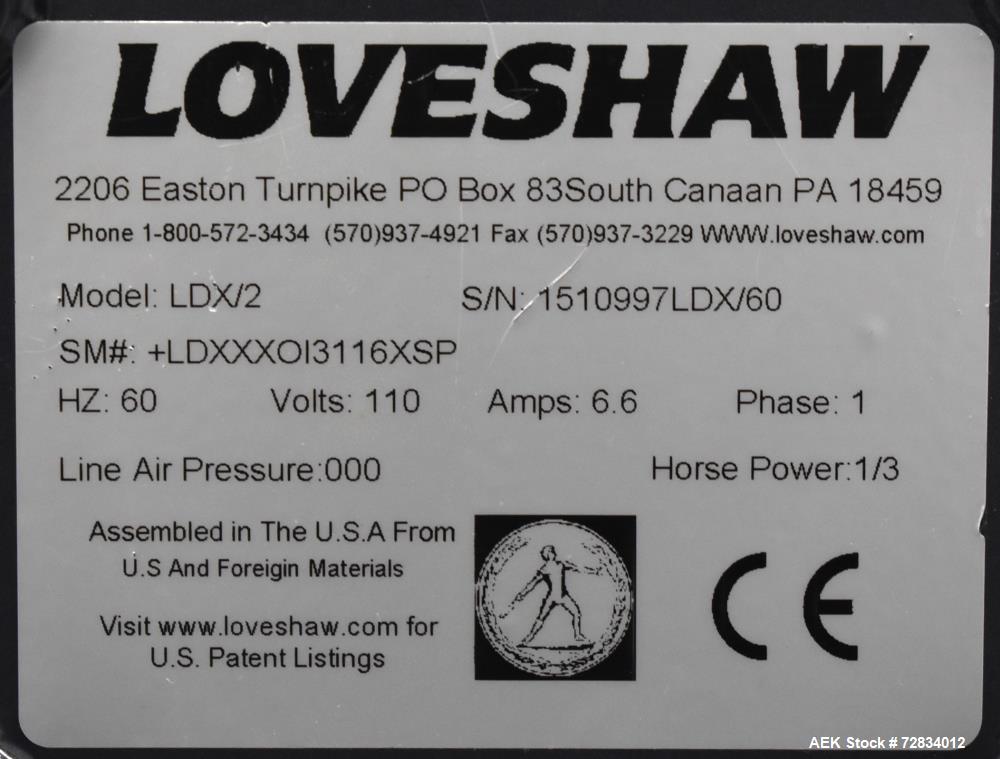 LOVESHAW
2206 Easton Turnpike PO Box 83South Canaan PA 18459
Phone 1-800-572-3434 (570)937-4921 Fax (570)937-3229 WWW.loveshaw.com
Model: LDX/2 S/N: 1510997LDX/60
SM#: +LDXXXOI3116XSP
HZ: 60 Volts: 110 Amps: 6.6 Phase: 1
Line Air Pressure:000 Horse Power:1/3
Assembled in The U.S.A From
U.S And Foreigin Materials
Visit www.loveshaw.com for
U.S. Patent Listings
CE
AEK Stock # 72834012